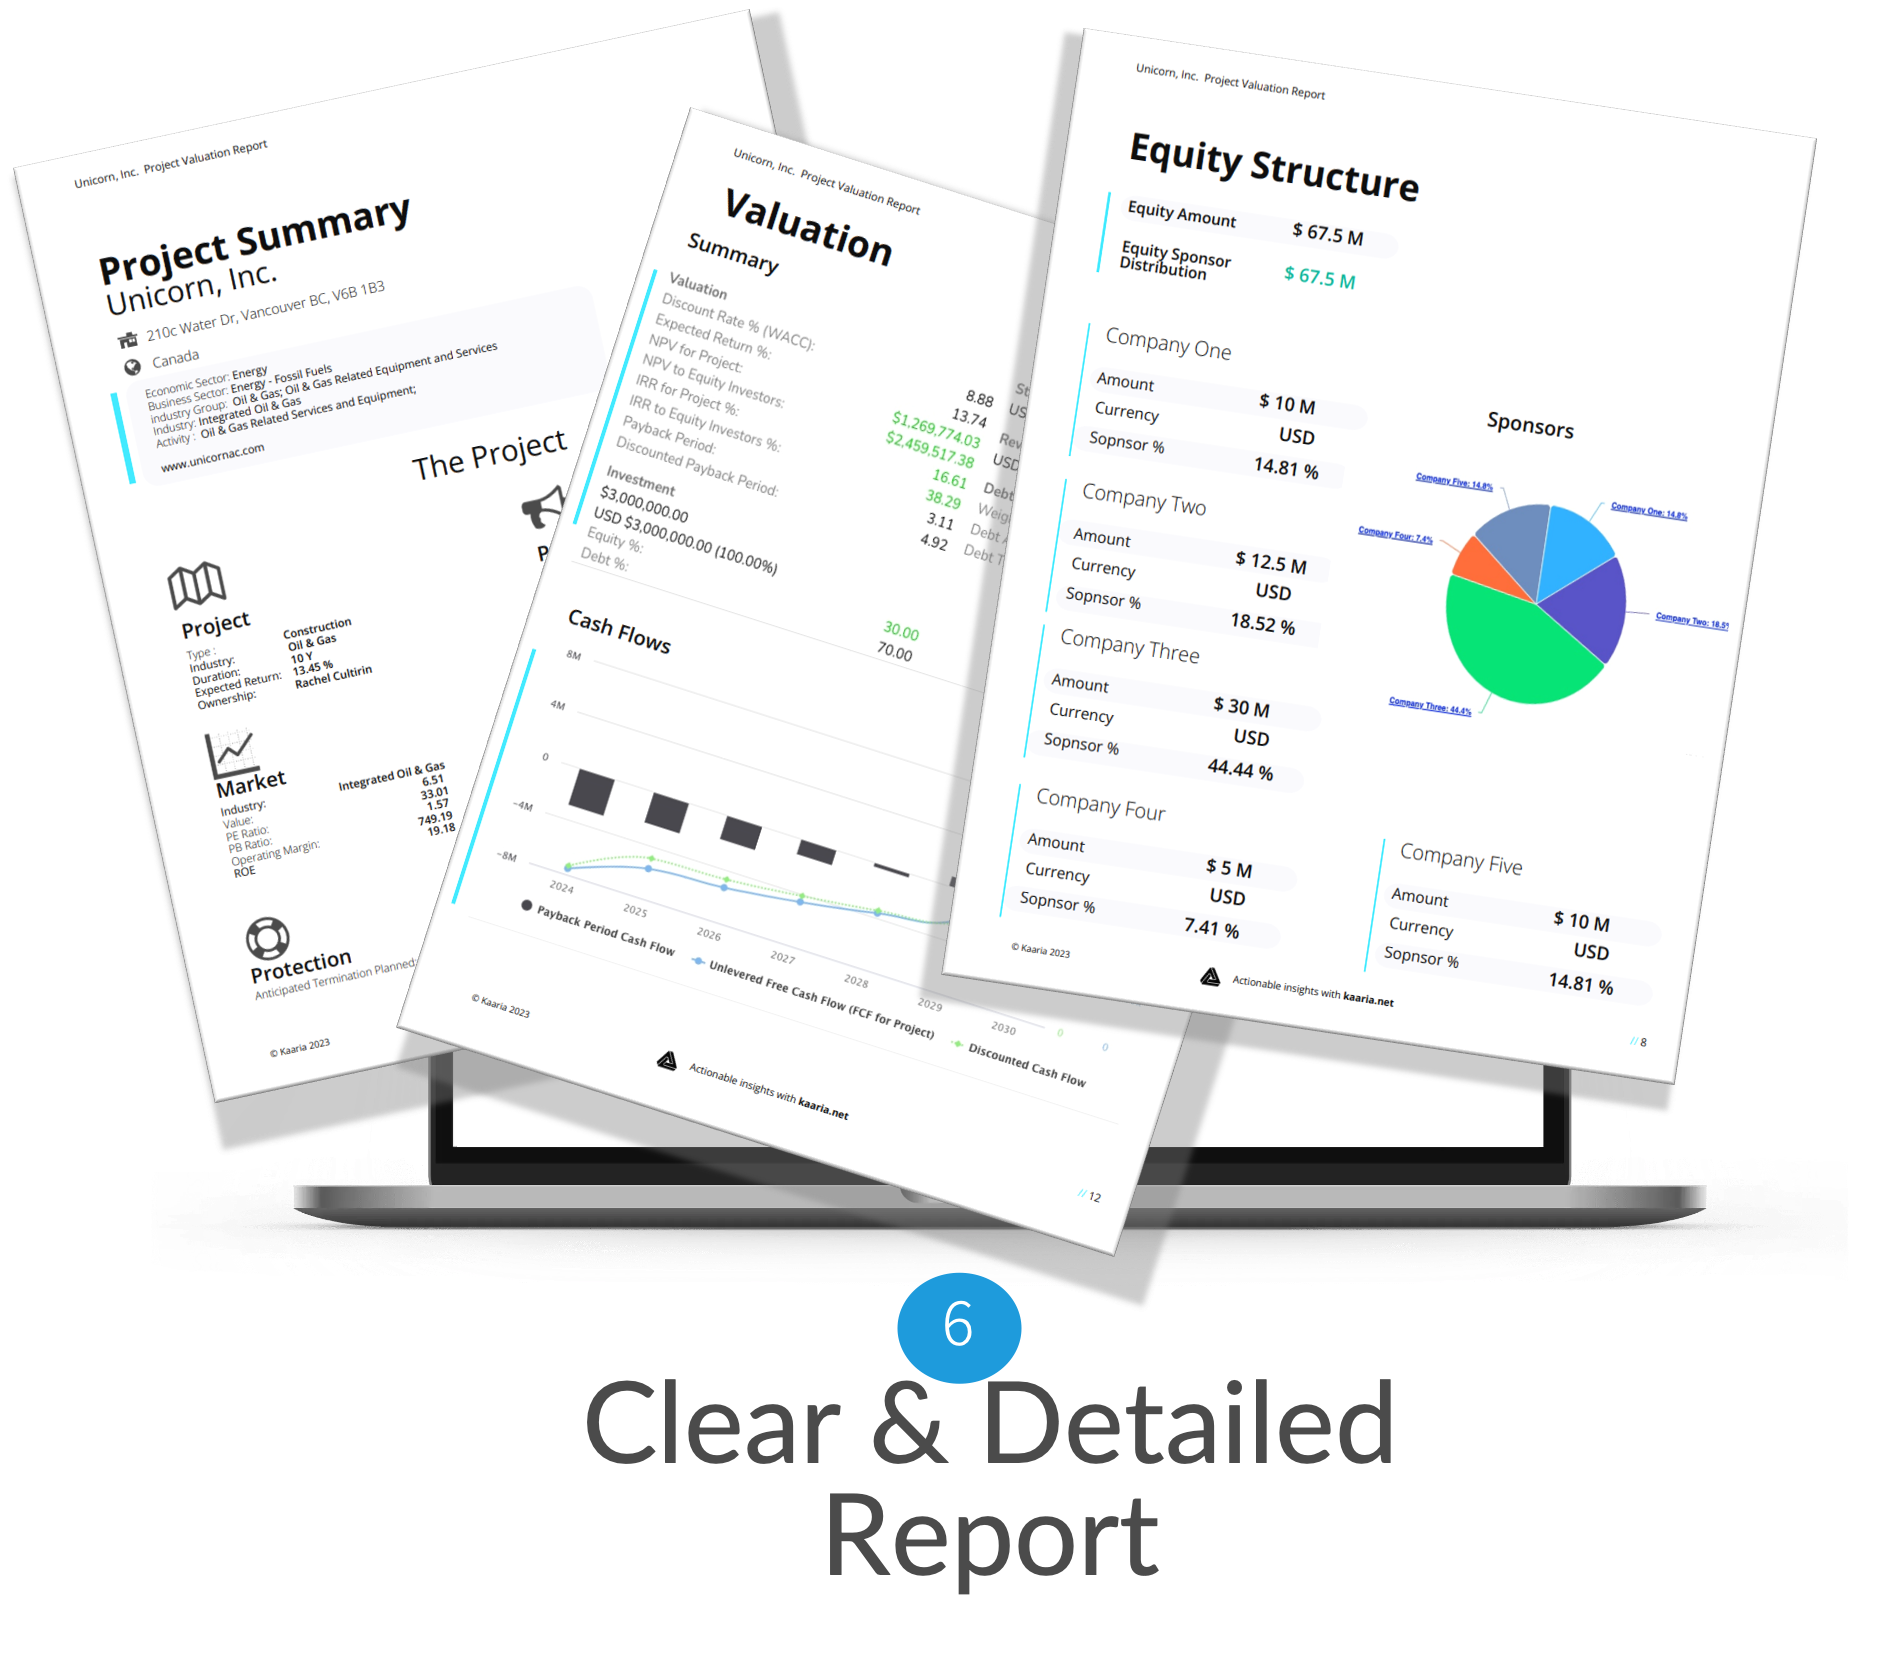 Unicorn, Inc. Project Valuation Report
Project Summary
Unicorn, Inc.
210c Water Dr, Vancouver BC, V6B 1B3
Canada
Economic Sector: Energy
Business Sector: Energy - Fossil Fuels
industry Group: Oil & Gas; Oil & Gas Related Equipment and Services
Industry: Integrated Oil & Gas
Activity : Oil & Gas Related Services and Equipment;
www.unicornac.com
The Project
Project
Type : Construction
Industry: Oil & Gas
Duration: 10 Y
Expected Return: 13.45 %
Ownership: Rachel Cultirin
Market
Industry: Integrated Oil & Gas
Value: 6.51
PE Ratio: 33.01
PB Ratio: 1.57
Operating Margin: 749.19
ROE 19.18
Protection
Anticipated Termination Planned:
© Kaaria 2023
Unicorn, Inc. Project Valuation Report
Valuation
Summary
Valuation
Discount Rate % (WACC): 8.88
Expected Return %: 13.74
NPV for Project: $1,269,774.03
NPV to Equity Investors: $2,459,517.38
IRR for Project %: 16.61
IRR to Equity Investors %: 38.29
Payback Period: 3.11
Discounted Payback Period: 4.92
Investment
$3,000,000.00
USD $3,000,000.00 (100.00%)
Equity %: 30.00
Debt %: 70.00
USD
Debt
Cash Flows
8M
4M
0
-4M
-8M
2024
2025
2026
2027
2028
2029
2030
0
0
Payback Period Cash Flow
Unlevered Free Cash Flow (FCF for Project)
Discounted Cash Flow
© Kaaria 2023
Actionable insights with kaaria.net
// 12
Unicorn, Inc. Project Valuation Report
Equity Structure
Equity Amount $ 67.5 M
Equity Sponsor
Distribution $ 67.5 M
Company One
Amount $ 10 M
Currency USD
Sopnsor % 14.81 %
Company Two
Amount $ 12.5 M
Currency USD
Sopnsor % 18.52 %
Company Three
Amount $ 30 M
Currency USD
Sopnsor % 44.44 %
Company Four
Amount $ 5 M
Currency USD
Sopnsor % 7.41 %
Sponsors
Company Five: 14.8%
Company One: 14.8%
Company Four: 7.4%
Company Two: 18.5
Company Three: 44.4%
Company Five
Amount $ 10 M
Currency USD
Sopnsor % 14.81 %
© Kaaria 2023
Actionable insights with kaaria.net
// 8
6
Clear & Detailed
Report